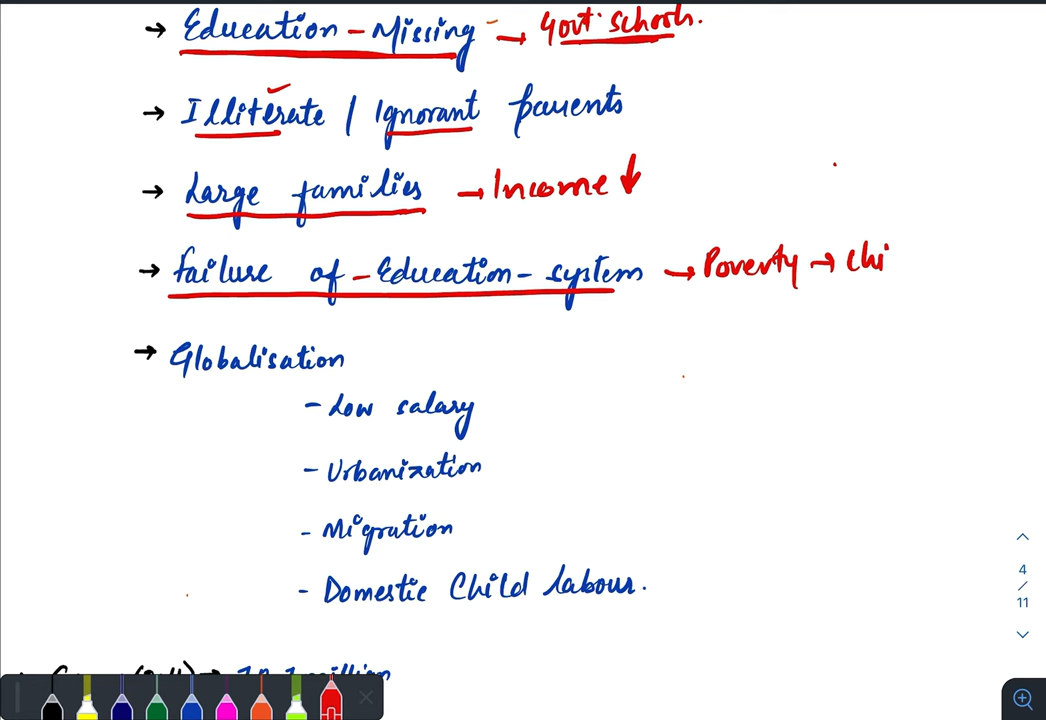 → Education - Missing - → Govt. schools.
→ Illiterate / Ignorant parents
→ Large families → Income ↓
→ Failure of - Education - system → Poverty → Chi
→ Globalisation
- Low salary
- Urbanization
- Migration
- Domestic Child labour.
million
4
/
11